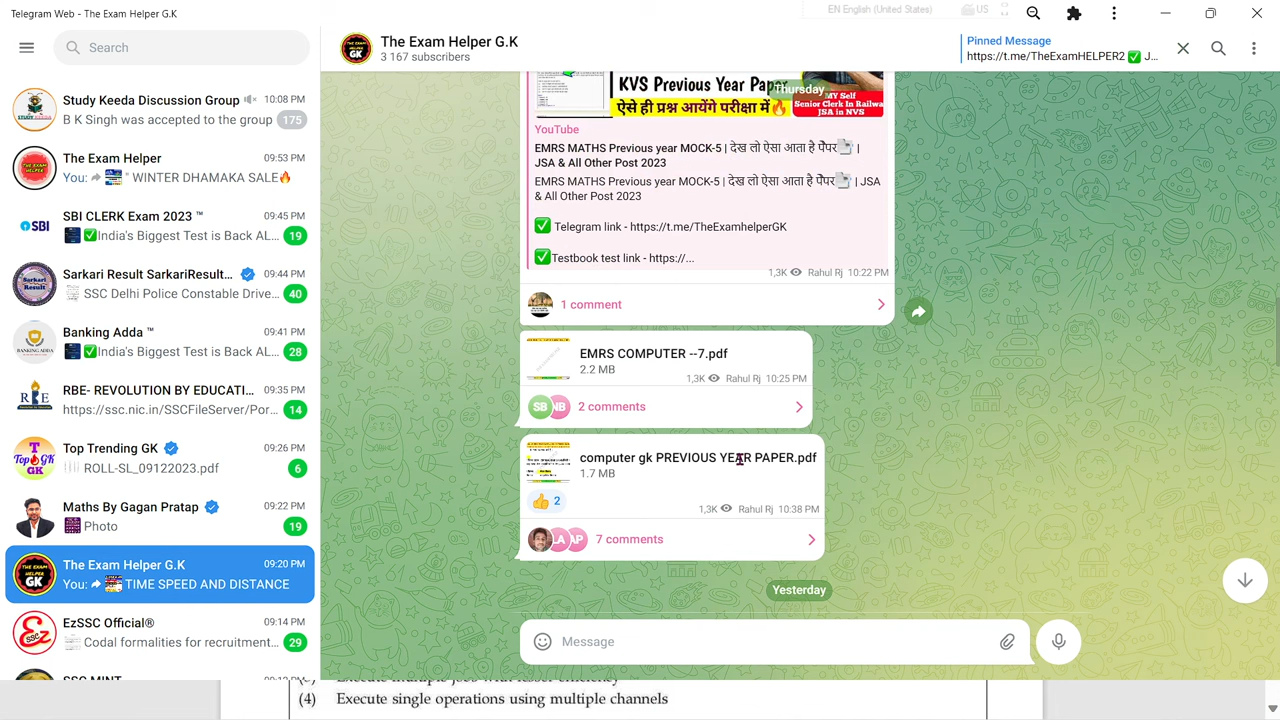 Telegram Web - The Exam Helper G.K
EN English (United States)
US
Search
Study Keeda Discussion Group 10:08 PM
175
The Exam Helper 09:53 PM
You: WINTER DHAMAKA SALE🔥
SBI CLERK Exam 2023 ™ 09:45 PM
✅India's Biggest Test is Back AL... 19
SBI
Sarkari Result SarkariResult... 09:44 PM
SSC Delhi Police Constable Drive... 40
Banking Adda ™ 09:41 PM
✅India's Biggest Test is Back AL... 28
RBE- REVOLUTION BY EDUCATI... 09:35 PM
https://ssc.nic.in/SSCFileServer/Por... 14
Top Trending GK 09:26 PM
ROLL-SL_09122023.pdf 6
Maths By Gagan Pratap 09:22 PM
Photo 19
The Exam Helper G.K 09:20 PM
You: TIME SPEED AND DISTANCE
EzSSC Official® 09:14 PM
Codal formalities for recruitment... 29
The Exam Helper G.K
3 167 subscribers
Pinned Message
https://t.me/TheExamHELPER2 ✅ J...
KVS Previous Year Paper
ऐसे ही प्रश्न आयेंगे परीक्षा में🔥
MY Self
Senior Clerk In Railway
JSA in NVS
Thursday
YouTube
EMRS MATHS Previous year MOCK-5 | देख लो ऐसा आता है पेपर |
JSA & All Other Post 2023
EMRS MATHS Previous year MOCK-5 | देख लो ऐसा आता है पेपर | JSA
& All Other Post 2023
✅ Telegram link - https://t.me/TheExamhelperGK
✅Testbook test link - https://...
1,3K Rahul Rj 10:22 PM
1 comment
EMRS COMPUTER --7.pdf
2.2 MB
1,3K Rahul Rj 10:25 PM
SB NB 2 comments
computer gk PREVIOUS YEAR PAPER.pdf
1.7 MB
👍 2
1,3K Rahul Rj 10:38 PM
LA AP 7 comments
Yesterday
Message
(4) Execute single operations using multiple channels